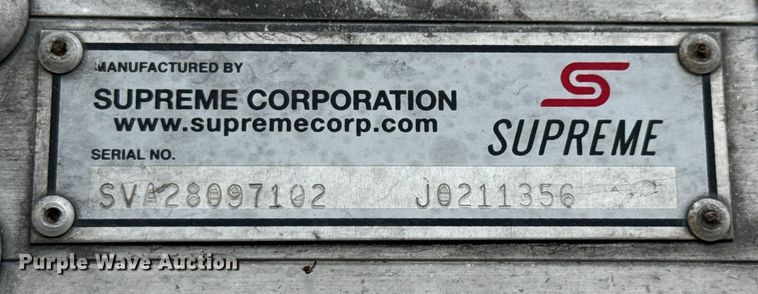 MANUFACTURED BY
SUPREME CORPORATION
www.supremecorp.com
SUPREME
SERIAL NO.
SVA28097102 J0211356
Purple Wave Auction